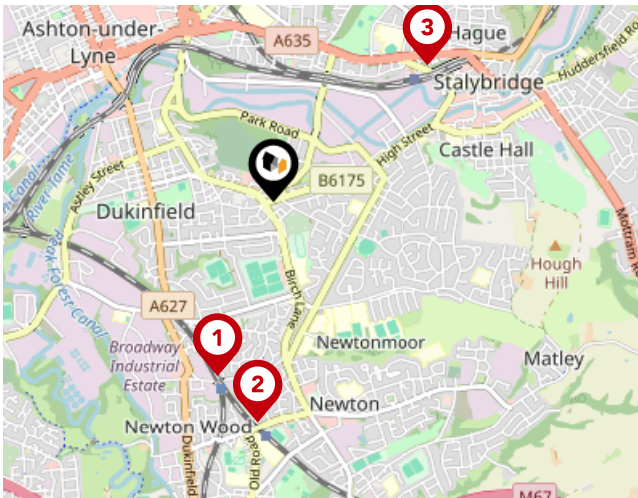 3
Ashton-under-
Lyne
Hague
A635
Stalybridge
Huddersfield Ro
Park Road
High Street
Castle Hall
Astley Street
B6175
River Tame
Peak Forest Canal
Dukinfield
Mottram Ro
Hough
Hill
Birch Lane
A627
1
Broadway
Industrial
Estate
Newtonmoor
Matley
2
Newton
Newton Wood
Dukinfield
Old Road
M67